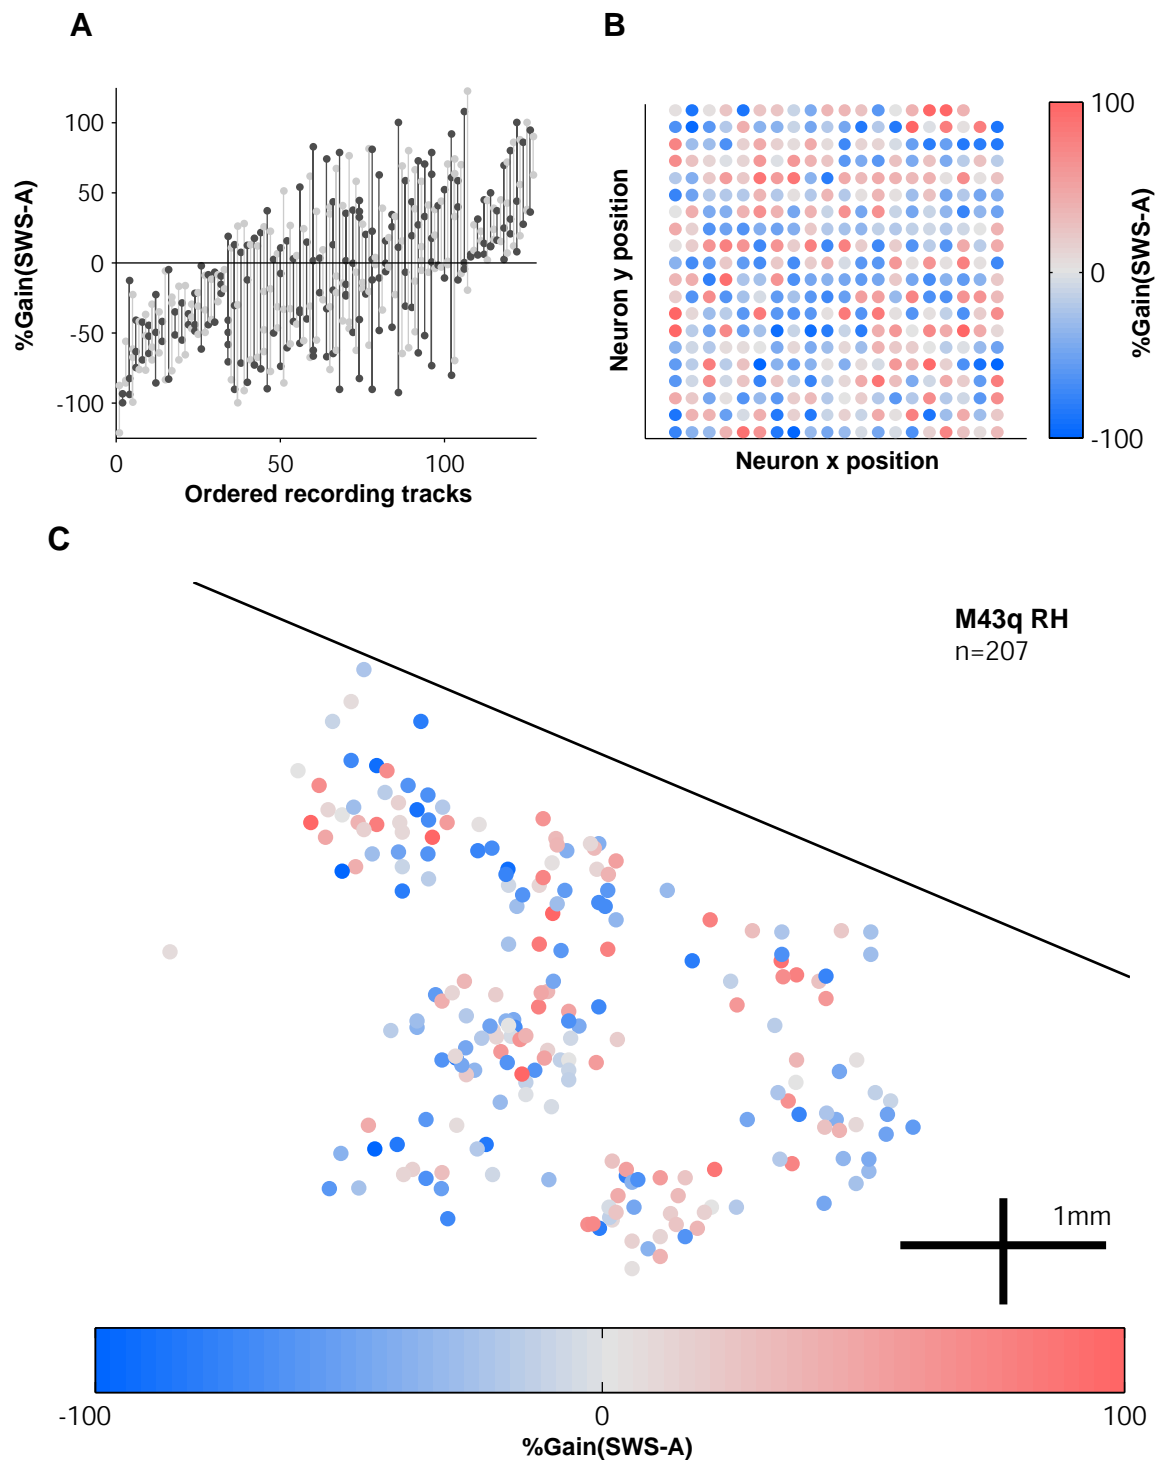 A
100
50
0
-50
-100
%Gain(SWS-A)
0 50 100
Ordered recording tracks
B
Neuron y position
Neuron x position
100
0
-100
%Gain(SWS-A)
C
M43q RH
n=207
1mm
-100 0 100
%Gain(SWS-A)